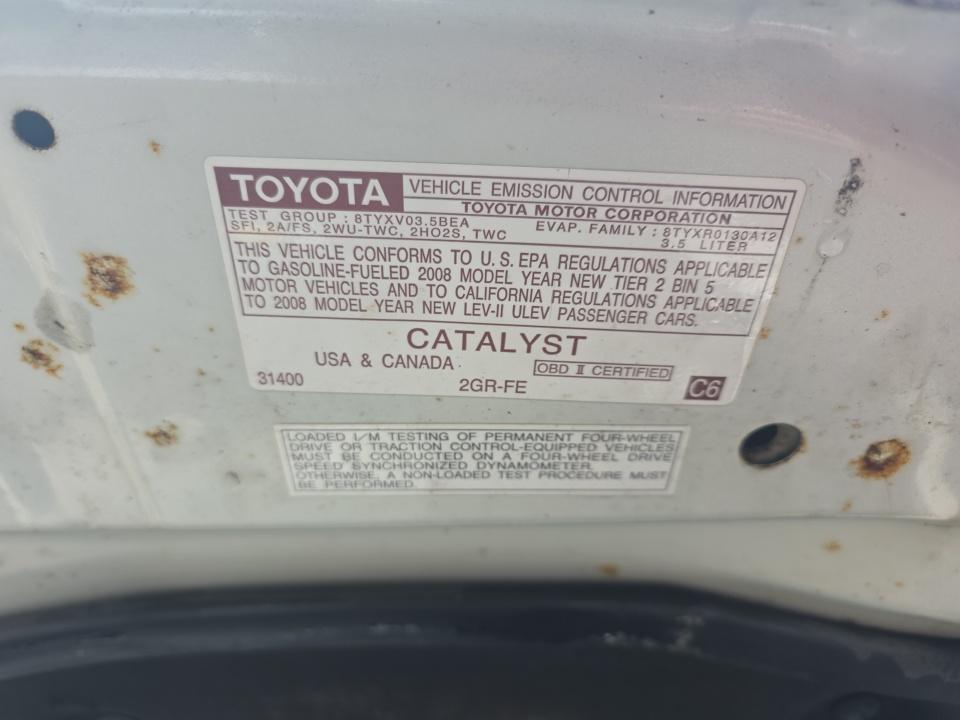 TOYOTA VEHICLE EMISSION CONTROL INFORMATION
TOYOTA MOTOR CORPORATION
TEST GROUP : 8TYXV03.5BEA EVAP. FAMILY : 8TYXR0130A12
SFI, 2A/FS, 2WU-TWC, 2HO2S, TWC 3.5 LITER
THIS VEHICLE CONFORMS TO U.S. EPA REGULATIONS APPLICABLE
TO GASOLINE-FUELED 2008 MODEL YEAR NEW TIER 2 BIN 5
MOTOR VEHICLES AND TO CALIFORNIA REGULATIONS APPLICABLE
TO 2008 MODEL YEAR NEW LEV-II ULEV PASSENGER CARS.
CATALYST
USA & CANADA OBD II CERTIFIED
31400 2GR-FE C6
LOADED I/M TESTING OF PERMANENT FOUR-WHEEL
DRIVE OR TRACTION CONTROL-EQUIPPED VEHICLES
MUST BE CONDUCTED ON A FOUR-WHEEL DRIVE
SPEED SYNCHRONIZED DYNAMOMETER.
OTHERWISE, A NON-LOADED TEST PROCEDURE MUST
BE PERFORMED.